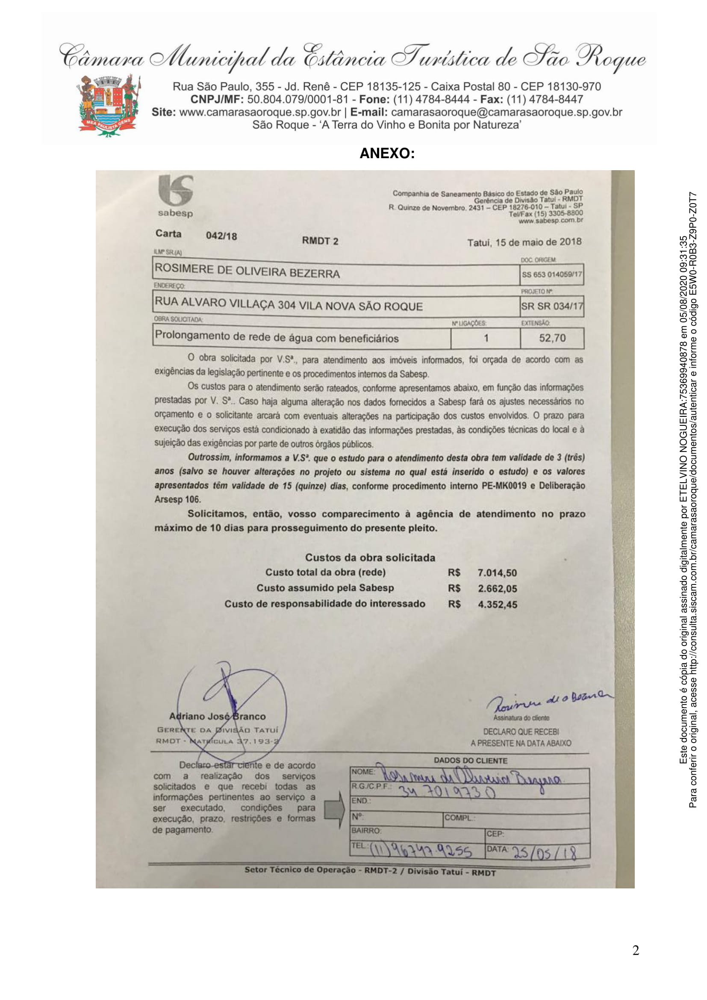 Câmara Municipal da Estância Turística de São Roque
Rua São Paulo, 355 - Jd. Renê - CEP 18135-125 - Caixa Postal 80 - CEP 18130-970
CNPJ/MF: 50.804.079/0001-81 - Fone: (11) 4784-8444 - Fax: (11) 4784-8447
Site: www.camarasaoroque.sp.gov.br | E-mail: camarasaoroque@camarasaoroque.sp.gov.br
São Roque - ‘A Terra do Vinho e Bonita por Natureza’
MEA PAULISTA GENS
ANEXO:
sabesp
Companhia de Saneamento Básico do Estado de São Paulo
Gerência de Divisão Tatuí - RMDT
R. Quinze de Novembro, 2431 – CEP 18276-010 – Tatuí - SP
Tel/Fax (15) 3305-8800
www.sabesp.com.br
Carta 042/18 RMDT 2 Tatuí, 15 de maio de 2018
ILMº SR.(A)
DOC. ORIGEM:
ROSIMERE DE OLIVEIRA BEZERRA SS 653 014059/17
ENDEREÇO:
PROJETO Nº:
RUA ALVARO VILLAÇA 304 VILA NOVA SÃO ROQUE SR SR 034/17
OBRA SOLICITADA: Nº LIGAÇÕES: EXTENSÃO:
Prolongamento de rede de água com beneficiários 1 52,70
O obra solicitada por V.Sª., para atendimento aos imóveis informados, foi orçada de acordo com as
exigências da legislação pertinente e os procedimentos internos da Sabesp.
Os custos para o atendimento serão rateados, conforme apresentamos abaixo, em função das informações
prestadas por V. Sª.. Caso haja alguma alteração nos dados fornecidos a Sabesp fará os ajustes necessários no
orçamento e o solicitante arcará com eventuais alterações na participação dos custos envolvidos. O prazo para
execução dos serviços está condicionado à exatidão das informações prestadas, às condições técnicas do local e à
sujeição das exigências por parte de outros órgãos públicos.
Outrossim, informamos a V.Sª. que o estudo para o atendimento desta obra tem validade de 3 (três)
anos (salvo se houver alterações no projeto ou sistema no qual está inserido o estudo) e os valores
apresentados têm validade de 15 (quinze) dias, conforme procedimento interno PE-MK0019 e Deliberação
Arsesp 106.
Solicitamos, então, vosso comparecimento à agência de atendimento no prazo
máximo de 10 dias para prosseguimento do presente pleito.
Custos da obra solicitada
Custo total da obra (rede) R$ 7.014,50
Custo assumido pela Sabesp R$ 2.662,05
Custo de responsabilidade do interessado R$ 4.352,45
Rosimere de O Bezerra
Adriano José Branco
GERENTE DA DIVISÃO TATUÍ
RMDT - MATRÍCULA 37.193-2
Assinatura do cliente
DECLARO QUE RECEBI
A PRESENTE NA DATA ABAIXO
Declaro estar ciente e de acordo
com a realização dos serviços
solicitados e que recebi todas as
informações pertinentes ao serviço a
ser executado, condições para
execução, prazo, restrições e formas
de pagamento.
DADOS DO CLIENTE
NOME: Rosimere de Oliveira Bezerra
R.G./C.P.F.: 34 7019730
END.:
Nº: COMPL.:
BAIRRO: CEP:
TEL.: (11) 96747.9255 DATA: 25/05/18
Setor Técnico de Operação - RMDT-2 / Divisão Tatuí - RMDT
2
Este documento é cópia do original assinado digitalmente por ETELVINO NOGUEIRA:75369940878 em 05/08/2020 09:31:35
Para conferir o original, acesse http://consulta.siscam.com.br/camarasaoroque/documentos/autenticar e informe o código E5W0-R0B3-Z9P0-Z0T7